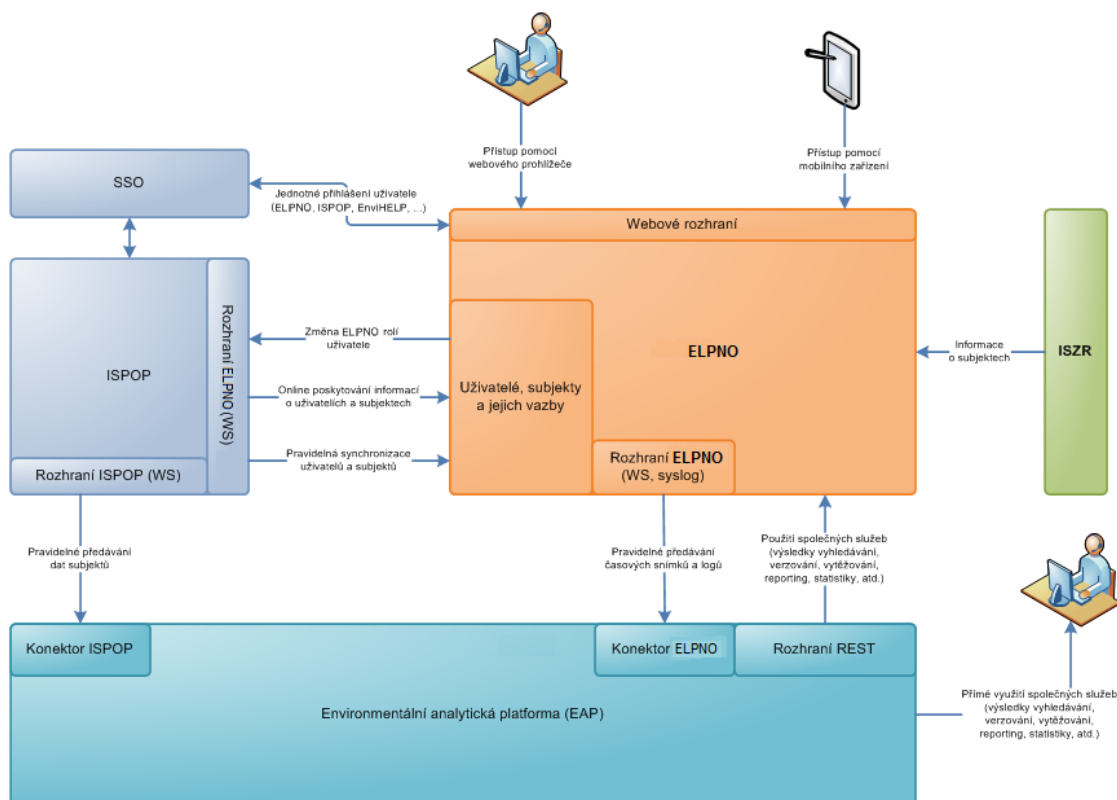 Přístup pomocí
webového prohlížeče
Přístup pomocí
mobilního zařízení
SSO
Jednotné přihlášení uživatele
(ELPNO, ISPOP, EnviHELP, ...)
Webové rozhraní
ISPOP
Rozhraní ELPNO (WS)
Rozhraní ISPOP (WS)
Změna ELPNO rolí
uživatele
Online poskytování informací
o uživatelích a subjektech
Pravidelná synchronizace
uživatelů a subjektů
Uživatelé, subjekty
a jejich vazby
ELPNO
Rozhraní ELPNO
(WS, syslog)
Informace
o subjektech
ISZR
Pravidelné předávání
dat subjektů
Pravidelné předávání
časových snímků a logů
Použití společných služeb
(výsledky vyhledávání,
verzování, vytěžování,
reporting, statistiky, atd.)
Konektor ISPOP
Konektor ELPNO
Rozhraní REST
Environmentální analytická platforma (EAP)
Přímé využití společných služeb
(výsledky vyhledávání,
verzování, vytěžování,
reporting, statistiky, atd.)